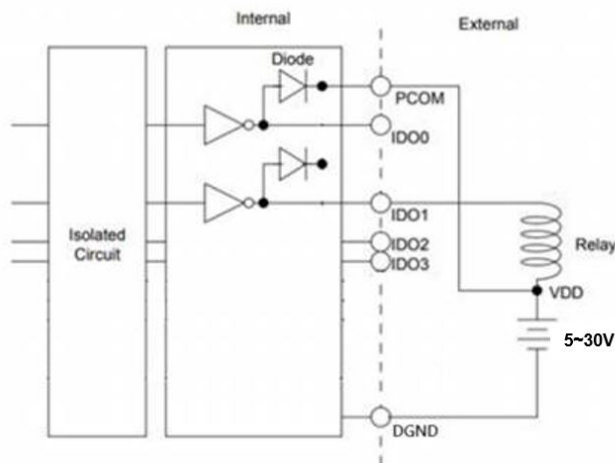 Internal
External
Diode
PCOM
IDO0
IDO1
Isolated
Circuit
IDO2
IDO3
Relay
VDD
5~30V
DGND